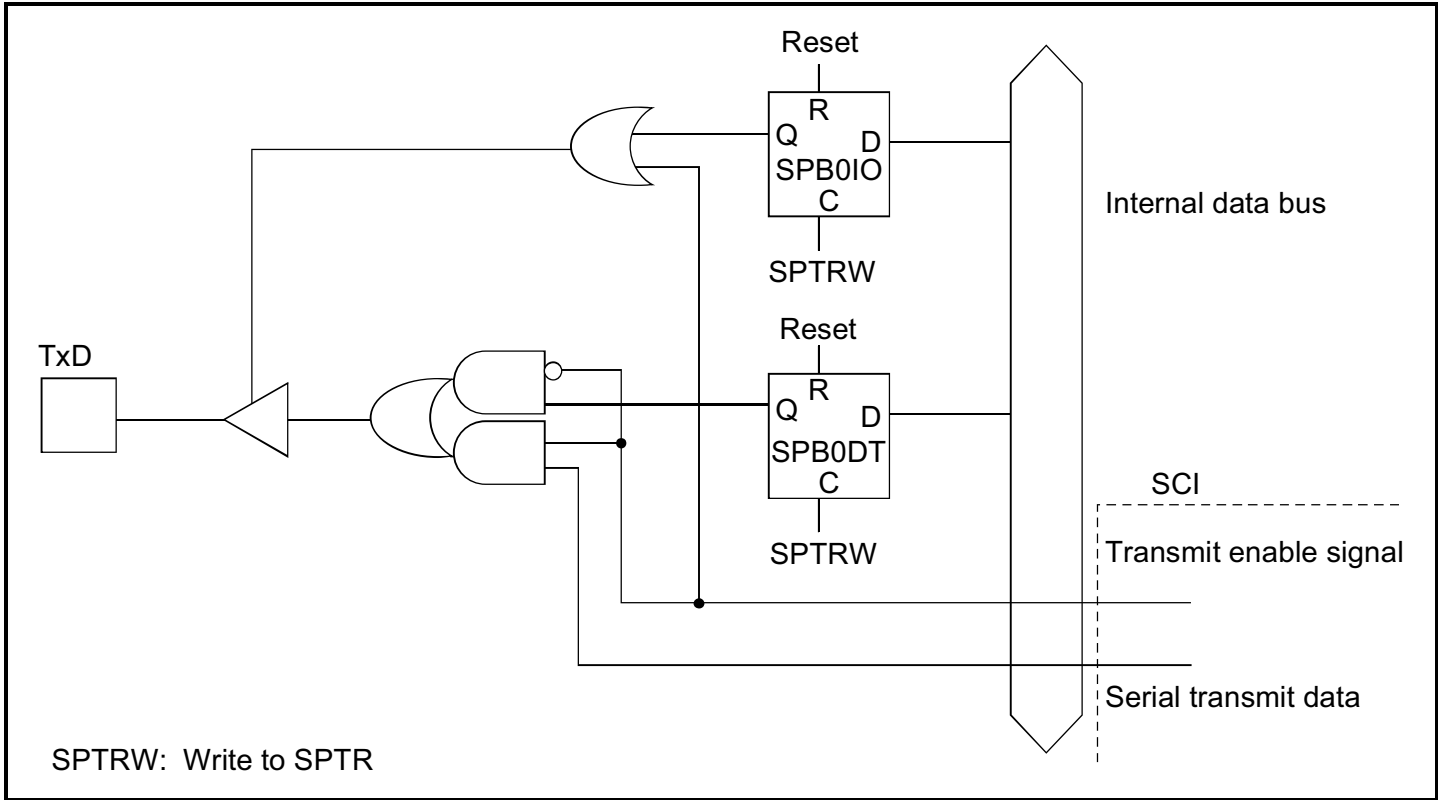 Reset
R
Q
D
SPB0IO
C
SPTRW
Internal data bus
Reset
R
Q
D
SPB0DT
C
SPTRW
TxD
SCI
Transmit enable signal
Serial transmit data
SPTRW: Write to SPTR